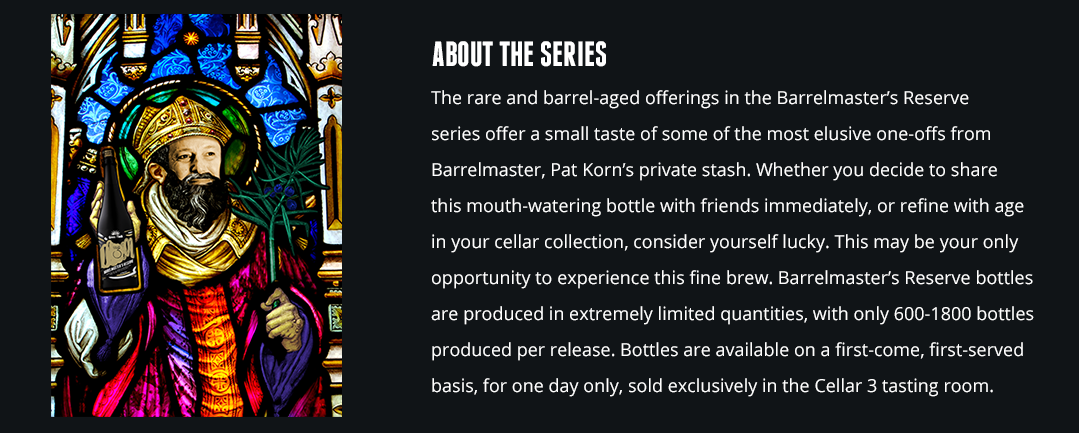 ABOUT THE SERIES
The rare and barrel-aged offerings in the Barrelmaster’s Reserve
series offer a small taste of some of the most elusive one-offs from
Barrelmaster, Pat Korn’s private stash. Whether you decide to share
this mouth-watering bottle with friends immediately, or refine with age
in your cellar collection, consider yourself lucky. This may be your only
opportunity to experience this fine brew. Barrelmaster’s Reserve bottles
are produced in extremely limited quantities, with only 600-1800 bottles
produced per release. Bottles are available on a first-come, first-served
basis, for one day only, sold exclusively in the Cellar 3 tasting room.